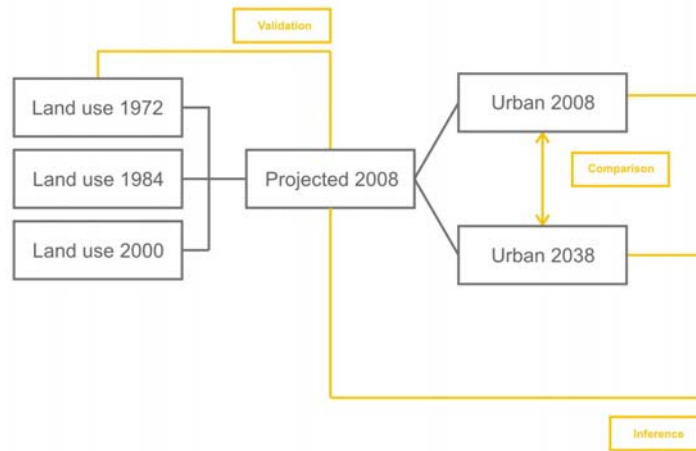 Validation
Land use 1972
Land use 1984
Land use 2000
Projected 2008
Urban 2008
Comparison
Urban 2038
Inference